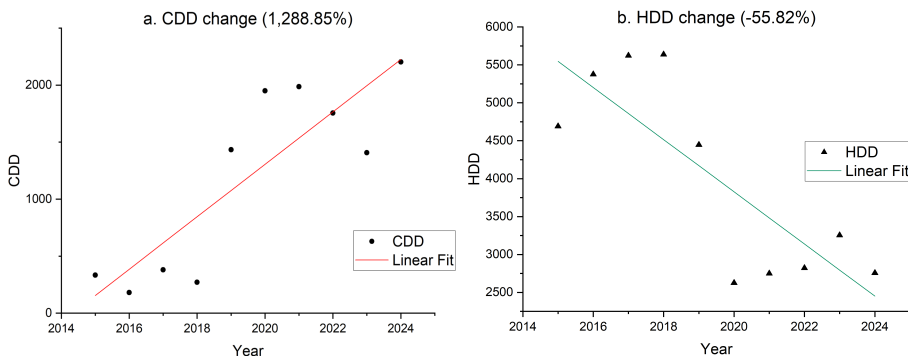 a. CDD change (1,288.85%)
CDD
2000
1000
0
CDD
Linear Fit
2014 2016 2018 2020 2022 2024
Year
b. HDD change (-55.82%)
HDD
6000
5500
5000
4500
4000
3500
3000
2500
HDD
Linear Fit
2014 2016 2018 2020 2022 2024
Year